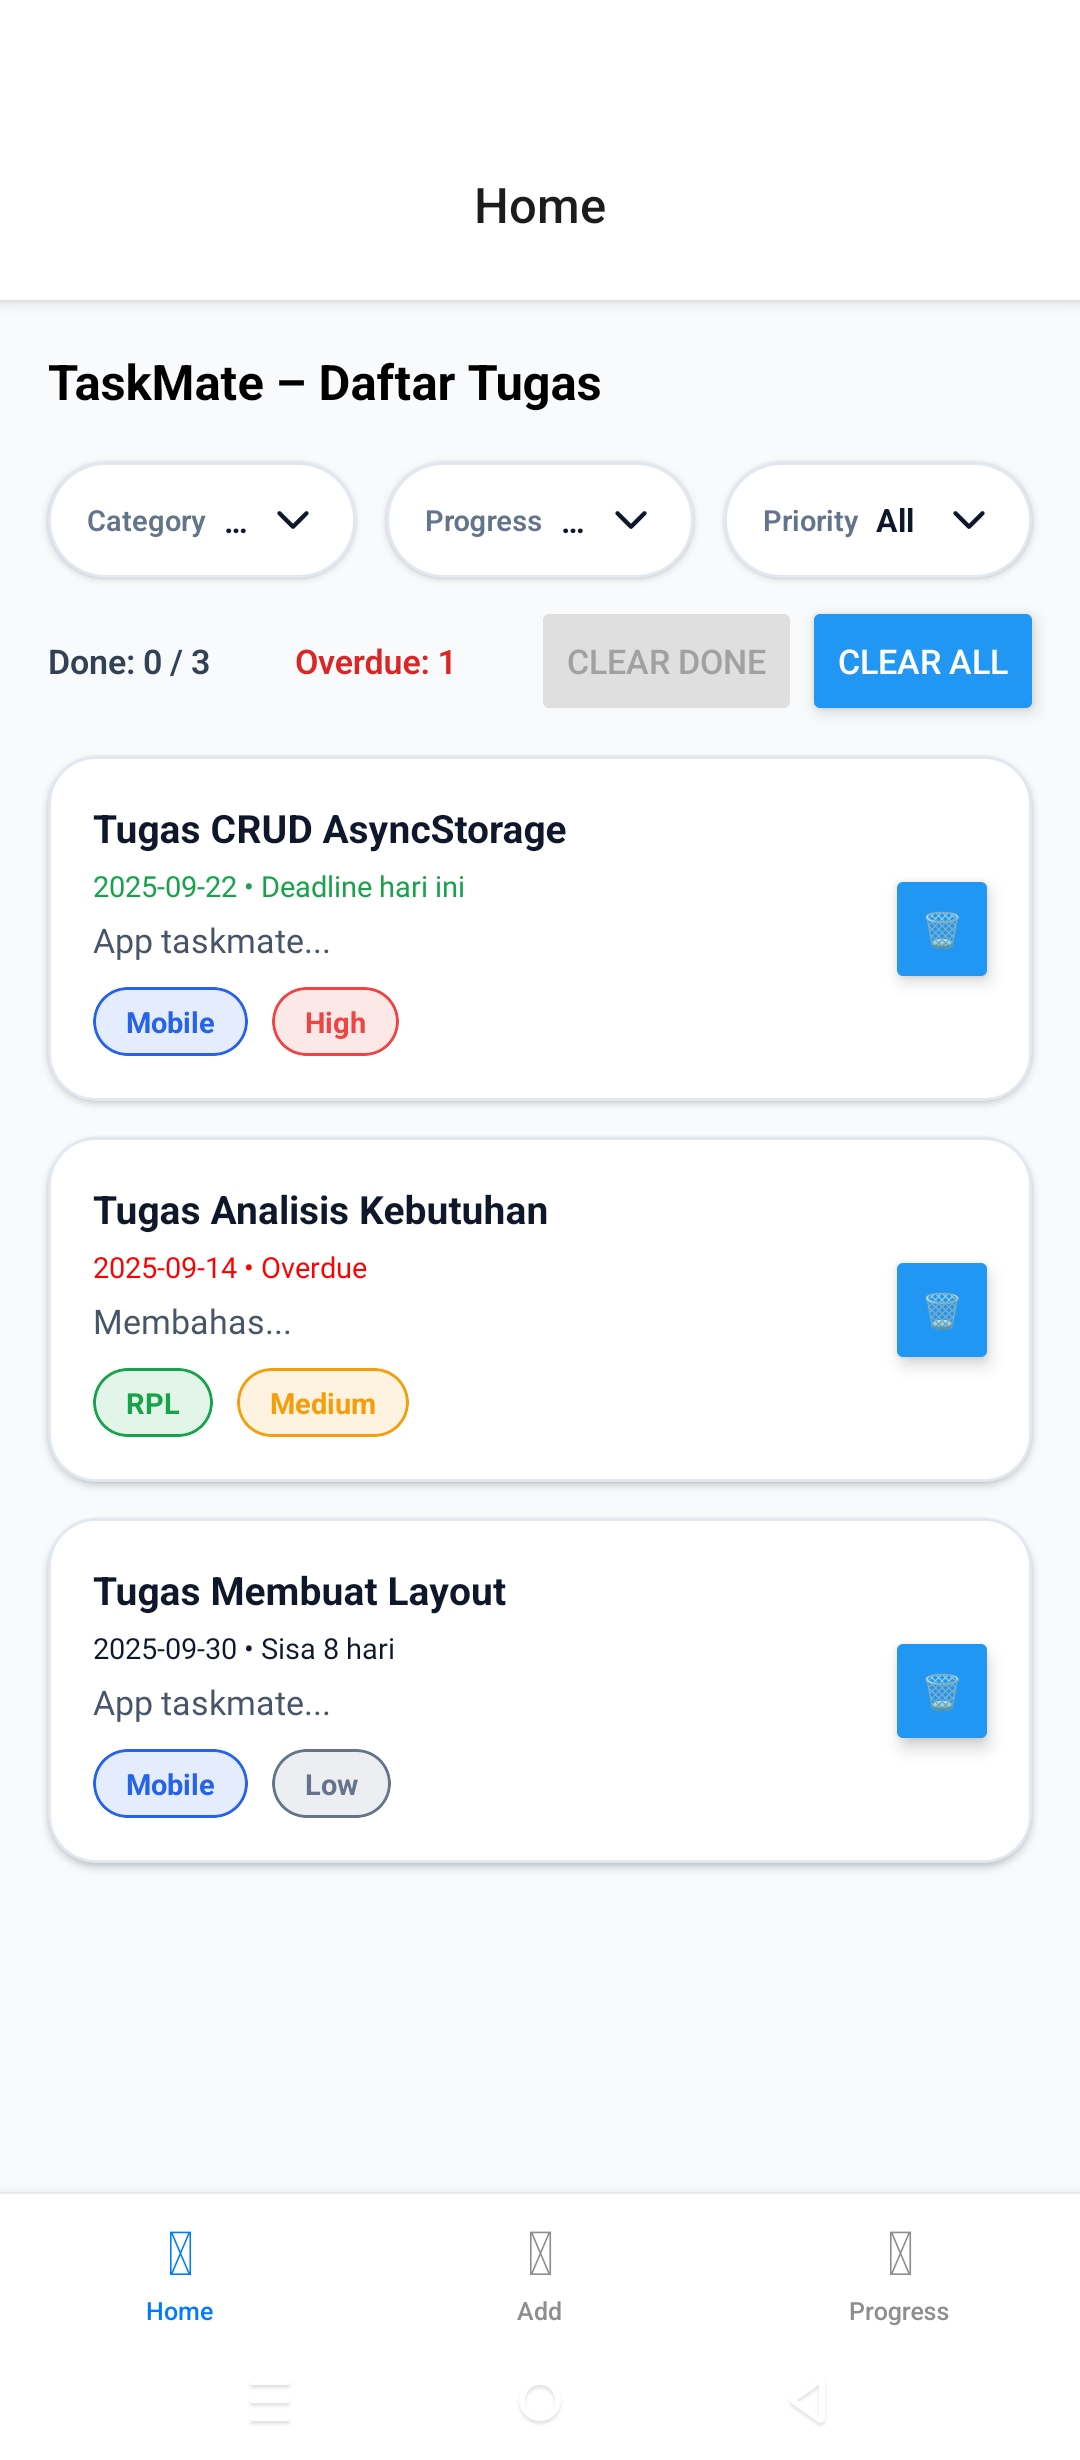 Home
TaskMate – Daftar Tugas
Category ... Progress ... Priority All
Done: 0 / 3 Overdue: 1 CLEAR DONE CLEAR ALL
Tugas CRUD AsyncStorage
2025-09-22 • Deadline hari ini
App taskmate...
Mobile High
Tugas Analisis Kebutuhan
2025-09-14 • Overdue
Membahas...
RPL Medium
Tugas Membuat Layout
2025-09-30 • Sisa 8 hari
App taskmate...
Mobile Low
Home Add Progress